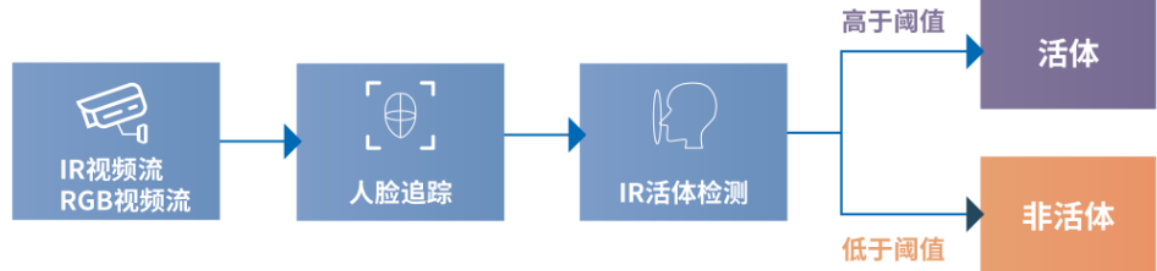 高于阈值
活体
IR视频流
RGB视频流
人脸追踪
IR活体检测
非活体
低于阈值